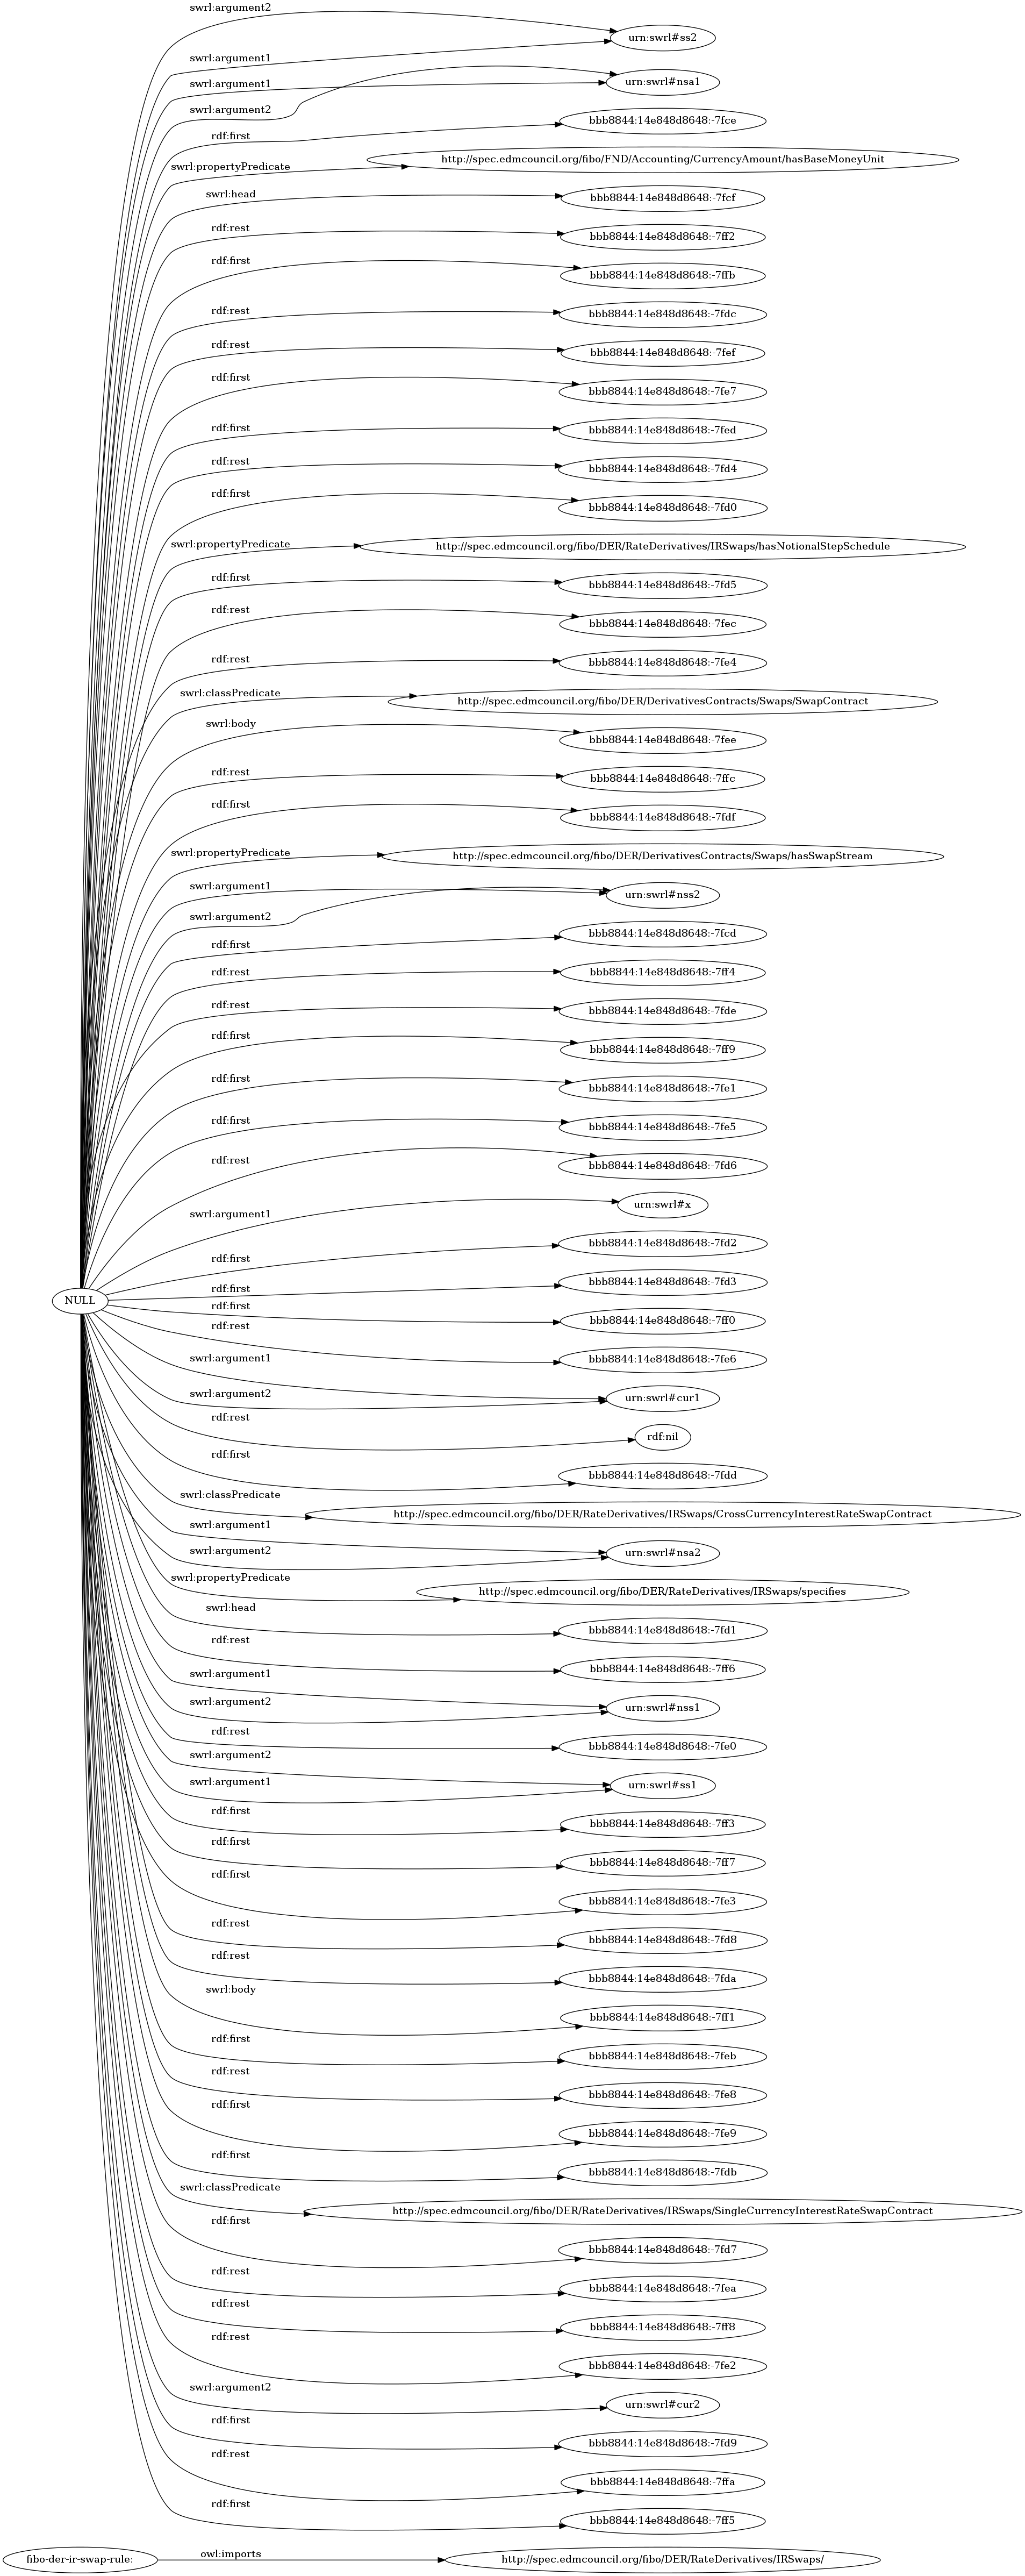 swrl:argument2
urn:swrl#ss2
swrl:argument1
swrl:argument1
urn:swrl#nsa1
swrl:argument2
rdf:first
bbb8844:14e848d8648:-7fce
swrl:propertyPredicate
http://spec.edmcouncil.org/fibo/FND/Accounting/CurrencyAmount/hasBaseMoneyUnit
swrl:head
bbb8844:14e848d8648:-7fcf
rdf:rest
bbb8844:14e848d8648:-7ff2
rdf:first
bbb8844:14e848d8648:-7ffb
rdf:rest
bbb8844:14e848d8648:-7fdc
rdf:rest
bbb8844:14e848d8648:-7fef
rdf:first
bbb8844:14e848d8648:-7fe7
rdf:first
bbb8844:14e848d8648:-7fed
rdf:rest
bbb8844:14e848d8648:-7fd4
rdf:first
bbb8844:14e848d8648:-7fd0
swrl:propertyPredicate
http://spec.edmcouncil.org/fibo/DER/RateDerivatives/IRSwaps/hasNotionalStepSchedule
rdf:first
bbb8844:14e848d8648:-7fd5
rdf:rest
bbb8844:14e848d8648:-7fec
rdf:rest
bbb8844:14e848d8648:-7fe4
swrl:classPredicate
http://spec.edmcouncil.org/fibo/DER/DerivativesContracts/Swaps/SwapContract
swrl:body
bbb8844:14e848d8648:-7fee
rdf:rest
bbb8844:14e848d8648:-7ffc
rdf:first
bbb8844:14e848d8648:-7fdf
swrl:propertyPredicate
http://spec.edmcouncil.org/fibo/DER/DerivativesContracts/Swaps/hasSwapStream
swrl:argument1
urn:swrl#nss2
swrl:argument2
rdf:first
bbb8844:14e848d8648:-7fcd
rdf:rest
bbb8844:14e848d8648:-7ff4
rdf:rest
bbb8844:14e848d8648:-7fde
rdf:first
bbb8844:14e848d8648:-7ff9
rdf:first
bbb8844:14e848d8648:-7fe1
rdf:first
bbb8844:14e848d8648:-7fe5
rdf:rest
bbb8844:14e848d8648:-7fd6
swrl:argument1
urn:swrl#x
rdf:first
bbb8844:14e848d8648:-7fd2
rdf:first
bbb8844:14e848d8648:-7fd3
NULL
rdf:first
bbb8844:14e848d8648:-7ff0
rdf:rest
bbb8844:14e848d8648:-7fe6
swrl:argument1
urn:swrl#cur1
swrl:argument2
rdf:rest
rdf:nil
rdf:first
bbb8844:14e848d8648:-7fdd
swrl:classPredicate
http://spec.edmcouncil.org/fibo/DER/RateDerivatives/IRSwaps/CrossCurrencyInterestRateSwapContract
swrl:argument1
urn:swrl#nsa2
swrl:argument2
swrl:propertyPredicate
http://spec.edmcouncil.org/fibo/DER/RateDerivatives/IRSwaps/specifies
swrl:head
bbb8844:14e848d8648:-7fd1
rdf:rest
bbb8844:14e848d8648:-7ff6
swrl:argument1
urn:swrl#nss1
swrl:argument2
rdf:rest
bbb8844:14e848d8648:-7fe0
swrl:argument2
urn:swrl#ss1
swrl:argument1
rdf:first
bbb8844:14e848d8648:-7ff3
rdf:first
bbb8844:14e848d8648:-7ff7
rdf:first
bbb8844:14e848d8648:-7fe3
rdf:rest
bbb8844:14e848d8648:-7fd8
rdf:rest
bbb8844:14e848d8648:-7fda
swrl:body
bbb8844:14e848d8648:-7ff1
rdf:first
bbb8844:14e848d8648:-7feb
rdf:rest
bbb8844:14e848d8648:-7fe8
rdf:first
bbb8844:14e848d8648:-7fe9
rdf:first
bbb8844:14e848d8648:-7fdb
swrl:classPredicate
http://spec.edmcouncil.org/fibo/DER/RateDerivatives/IRSwaps/SingleCurrencyInterestRateSwapContract
rdf:first
bbb8844:14e848d8648:-7fd7
rdf:rest
bbb8844:14e848d8648:-7fea
rdf:rest
bbb8844:14e848d8648:-7ff8
rdf:rest
bbb8844:14e848d8648:-7fe2
swrl:argument2
urn:swrl#cur2
rdf:first
bbb8844:14e848d8648:-7fd9
rdf:rest
bbb8844:14e848d8648:-7ffa
rdf:first
bbb8844:14e848d8648:-7ff5
fibo-der-ir-swap-rule:
owl:imports
http://spec.edmcouncil.org/fibo/DER/RateDerivatives/IRSwaps/